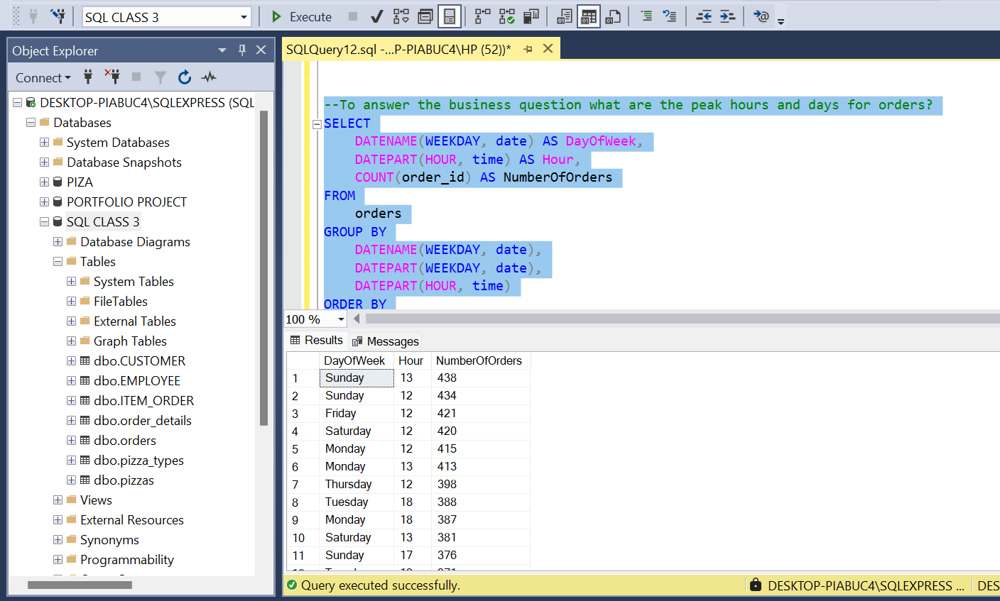 SQL CLASS 3
Execute
Object Explorer
Connect
DESKTOP-PIABUC4\SQLEXPRESS (SQL
Databases
System Databases
Database Snapshots
PIZA
PORTFOLIO PROJECT
SQL CLASS 3
Database Diagrams
Tables
System Tables
FileTables
External Tables
Graph Tables
dbo.CUSTOMER
dbo.EMPLOYEE
dbo.ITEM_ORDER
dbo.order_details
dbo.orders
dbo.pizza_types
dbo.pizzas
Views
External Resources
Synonyms
Programmability
SQLQuery12.sql -...P-PIABUC4\HP (52))*
--To answer the business question what are the peak hours and days for orders?
SELECT
DATENAME(WEEKDAY, date) AS DayOfWeek,
DATEPART(HOUR, time) AS Hour,
COUNT(order_id) AS NumberOfOrders
FROM
orders
GROUP BY
DATENAME(WEEKDAY, date),
DATEPART(WEEKDAY, date),
DATEPART(HOUR, time)
ORDER BY
100 %
Results Messages
DayOfWeek Hour NumberOfOrders
1 Sunday 13 438
2 Sunday 12 434
3 Friday 12 421
4 Saturday 12 420
5 Monday 12 415
6 Monday 13 413
7 Thursday 12 398
8 Tuesday 18 388
9 Monday 18 387
10 Saturday 13 381
11 Sunday 17 376
Query executed successfully.
DESKTOP-PIABUC4\SQLEXPRESS ...
DES